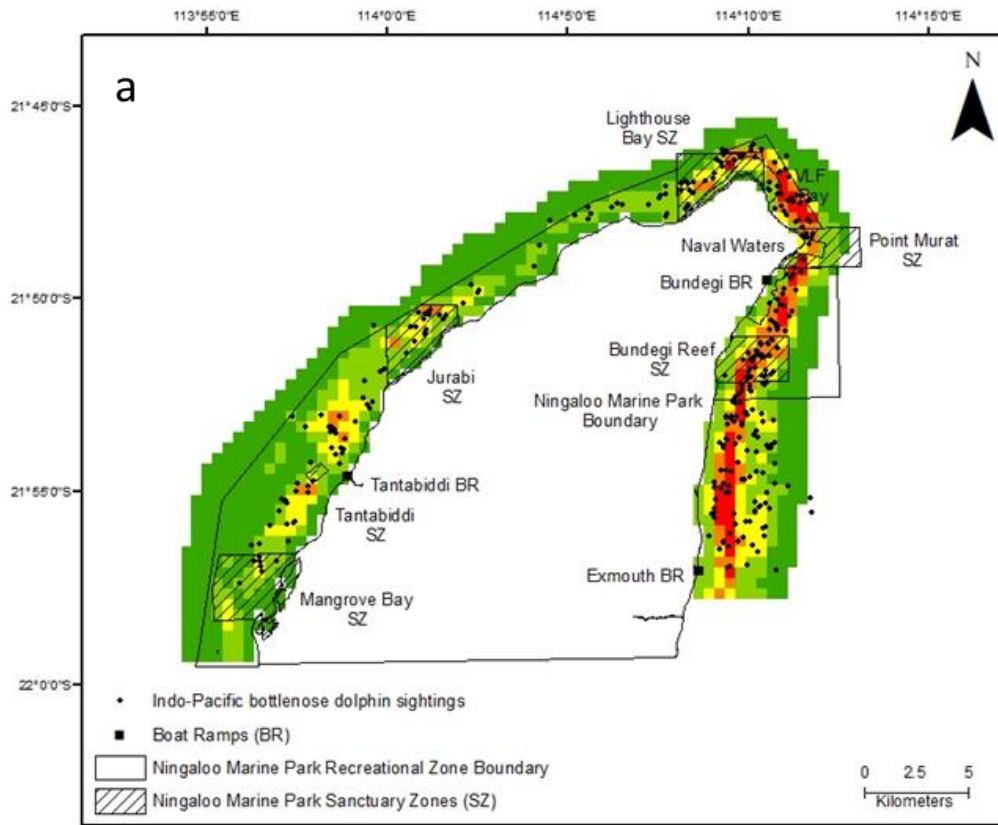 113°55'0"E 114°0'0"E 114°5'0"E 114°10'0"E 114°15'0"E
a
N
21°45'0"S
Lighthouse
Bay SZ
VLF
Bay
Naval Waters
Point Murat
SZ
Bundegi BR
21°50'0"S
Bundegi Reef
SZ
Jurabi
SZ
Ningaloo Marine Park
Boundary
Tantabiddi BR
21°55'0"S
Tantabiddi
SZ
Exmouth BR
Mangrove Bay
SZ
22°0'0"S
Indo-Pacific bottlenose dolphin sightings
Boat Ramps (BR)
Ningaloo Marine Park Recreational Zone Boundary
Ningaloo Marine Park Sanctuary Zones (SZ)
0 2.5 5
Kilometers